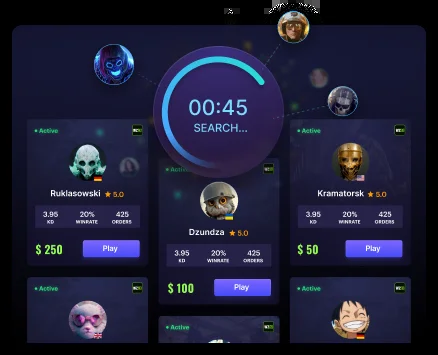 00:45
SEARCH...
Active
Ruklasowski ★ 5.0
3.95 20% 425
KD WINRATE ORDERS
$ 250 Play
Active
Dzundza ★ 5.0
3.95 20% 425
KD WINRATE ORDERS
$ 100 Play
Active
Kramatorsk ★ 5.0
3.95 20% 425
KD WINRATE ORDERS
$ 50 Play
Active
Active
Active